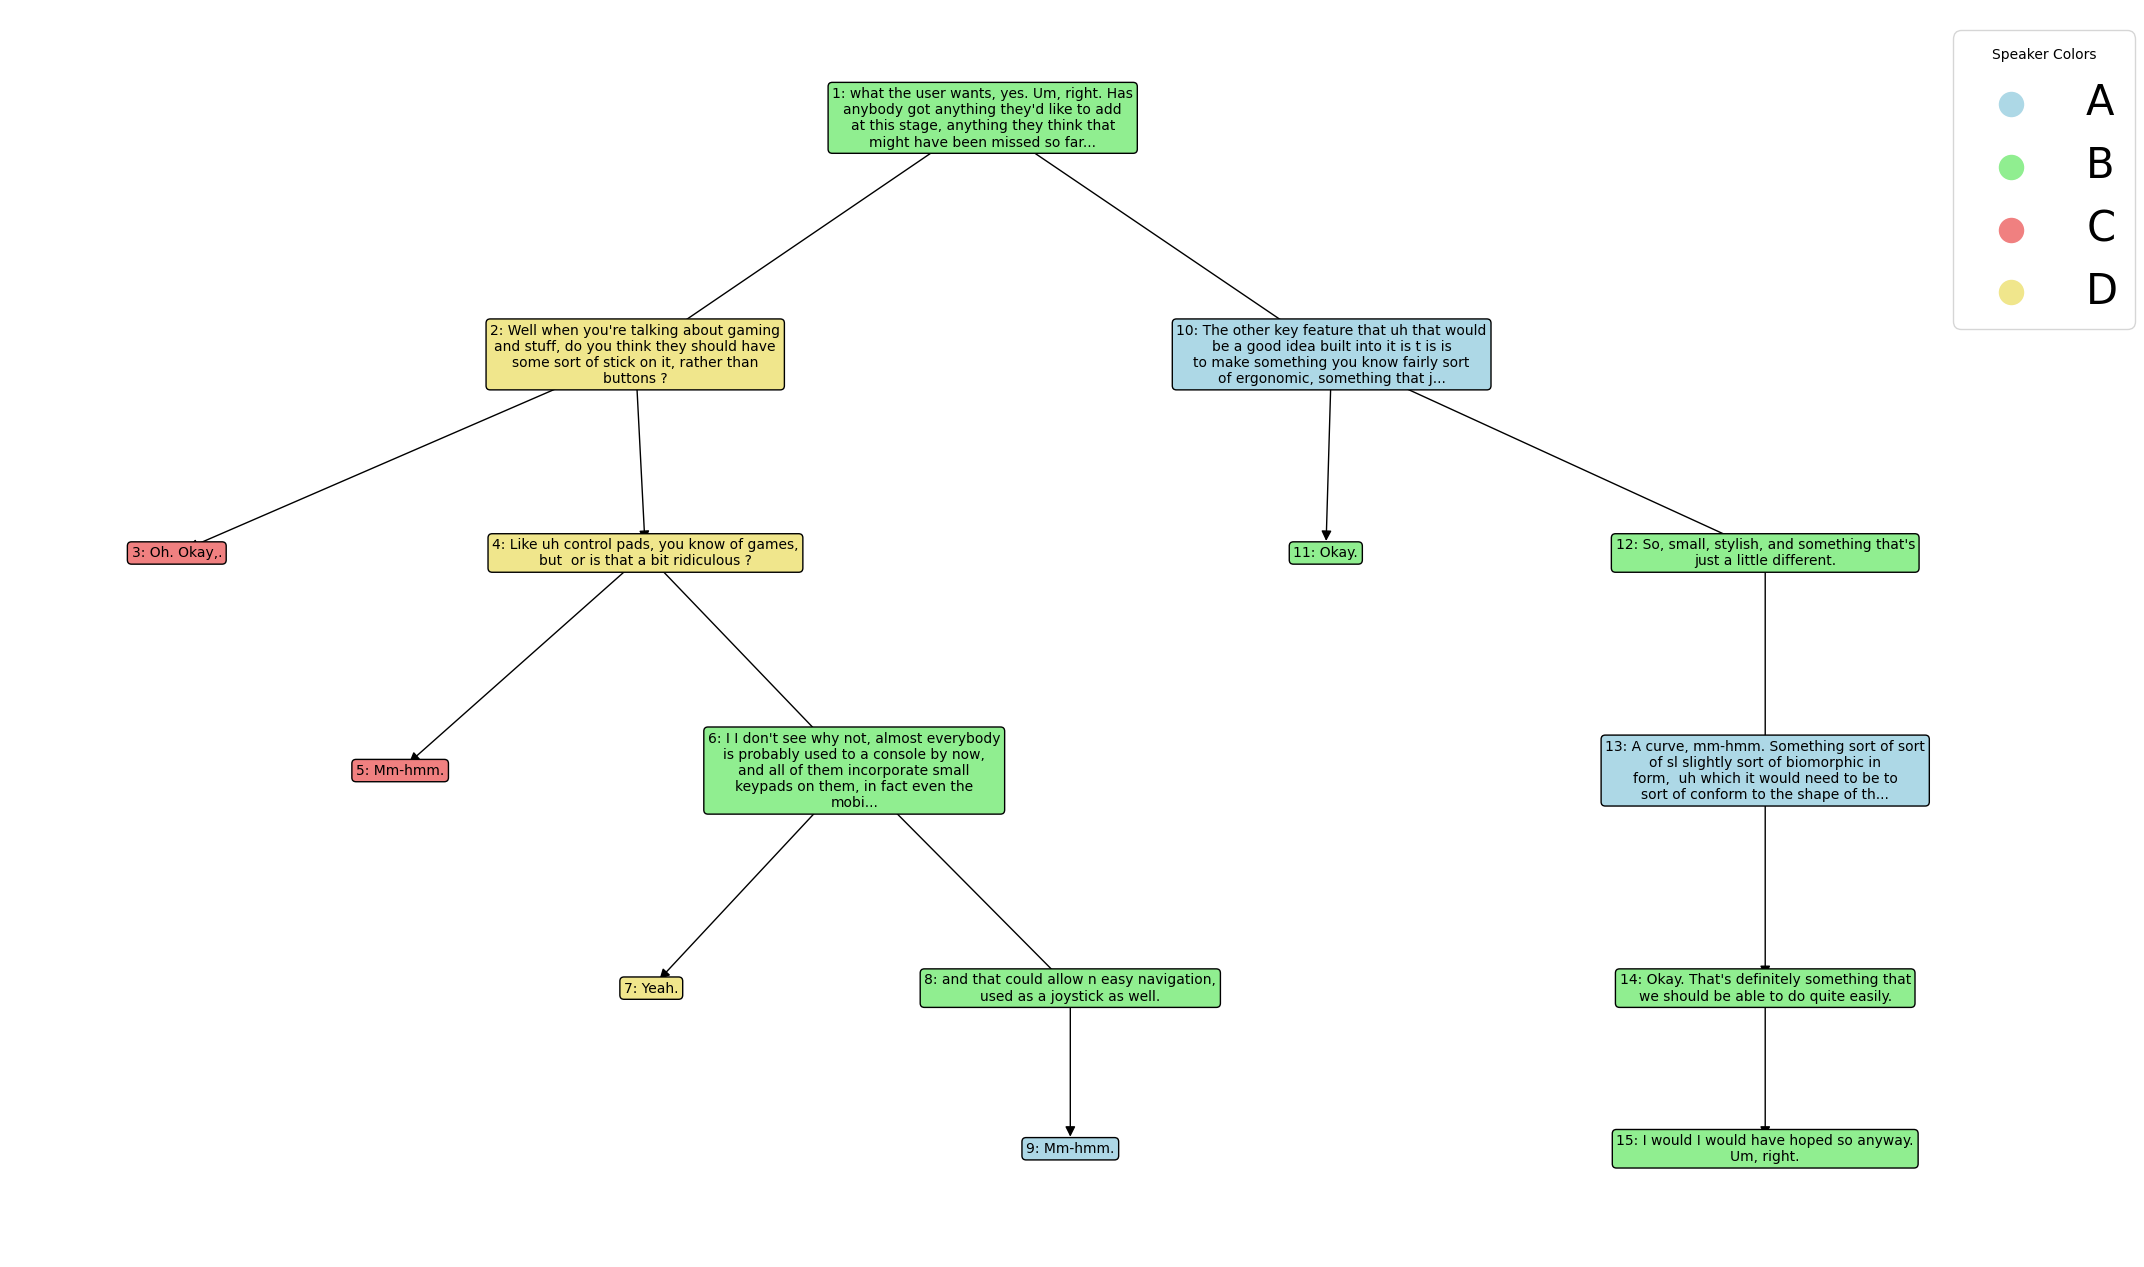 1: what the user wants, yes. Um, right. Has
anybody got anything they'd like to add
at this stage, anything they think that
might have been missed so far...
Speaker Colors
A
B
C
D
2: Well when you're talking about gaming
and stuff, do you think they should have
some sort of stick on it, rather than
buttons ?
10: The other key feature that uh that would
be a good idea built into it is t is is
to make something you know fairly sort
of ergonomic, something that j...
3: Oh. Okay,.
4: Like uh control pads, you know of games,
but  or is that a bit ridiculous ?
11: Okay.
12: So, small, stylish, and something that's
just a little different.
5: Mm-hmm.
6: I I don't see why not, almost everybody
is probably used to a console by now,
and all of them incorporate small
keypads on them, in fact even the
mobi...
13: A curve, mm-hmm. Something sort of sort
of sl slightly sort of biomorphic in
form,  uh which it would need to be to
sort of conform to the shape of th...
7: Yeah.
8: and that could allow n easy navigation,
used as a joystick as well.
14: Okay. That's definitely something that
we should be able to do quite easily.
9: Mm-hmm.
15: I would I would have hoped so anyway.
Um, right.